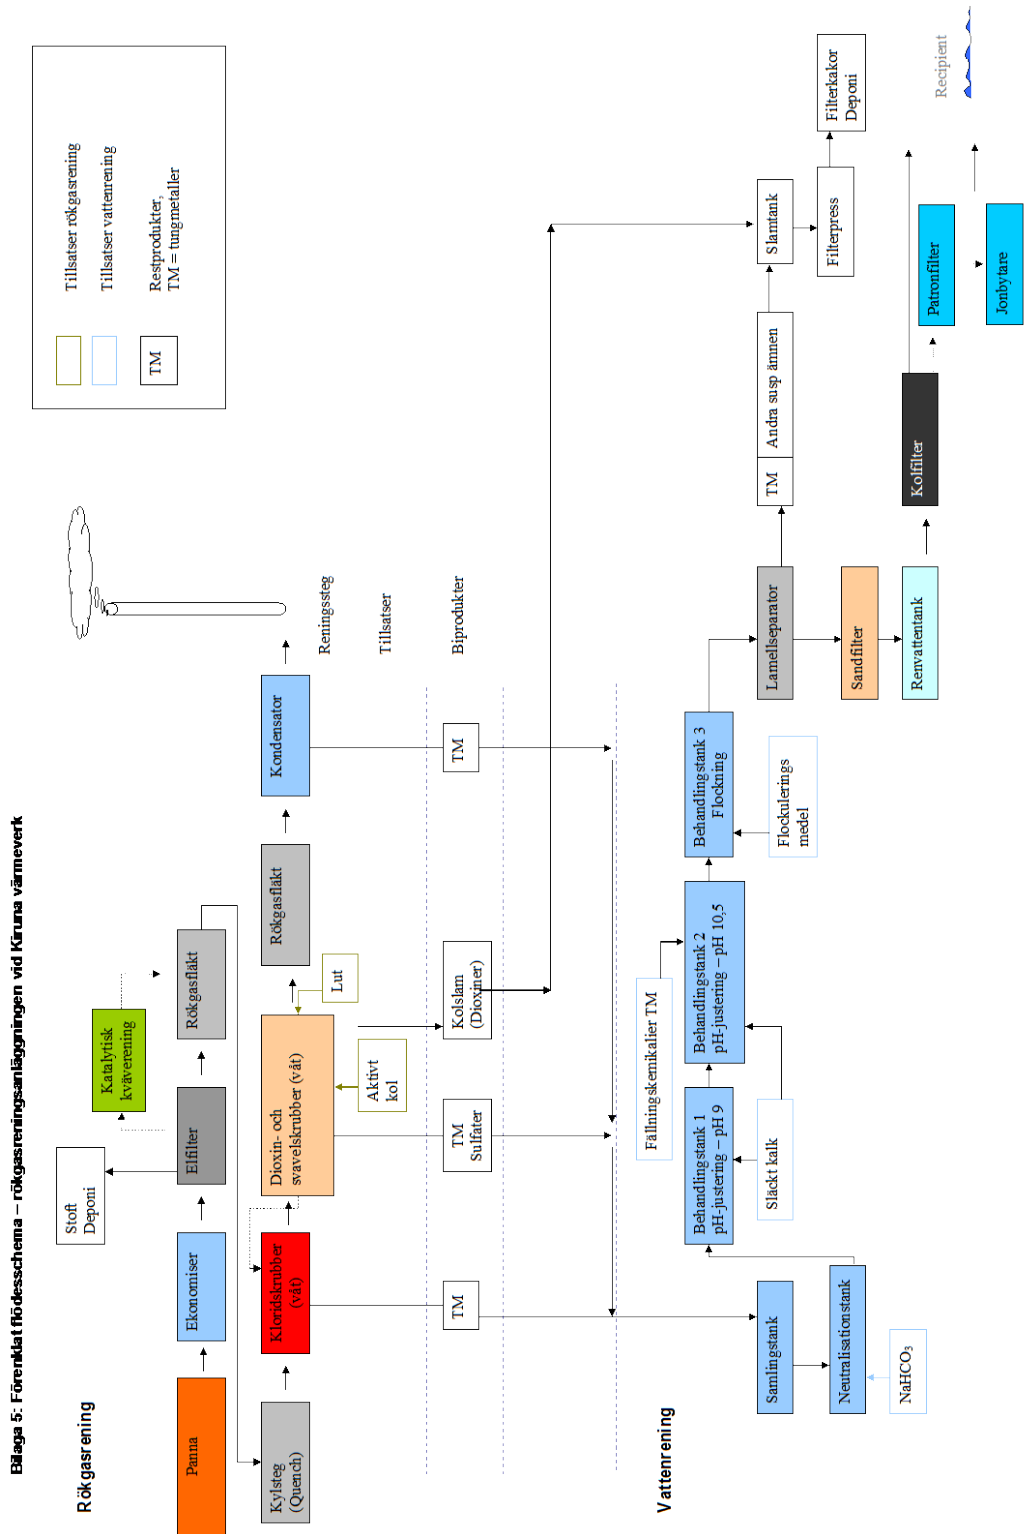 Bilaga 5: Förenklat flödesschema – rökgasreningsanläggningen vid Kiruna värmeverk
Rökgasrening
Tillsatser rökgasrening
Tillsatser vattenrening
TM
Restprodukter,
TM = tungmetaller
Stoft
Deponi
Katalytisk
kväverening
Panna
Ekonomiser
Elfilter
Rökgasfläkt
Kylsteg
(Quench)
Kloridskrubber
(våt)
Dioxin- och
svavelskrubber (våt)
Rökgasfläkt
Kondensator
Reningssteg
Lut
Aktivt
kol
Tillsatser
TM
TM
Sulfater
Kolslam
(Dioxiner)
TM
Biprodukter
Vattenrening
Fällningskemikalier TM
Behandlingstank 1
pH-justering – pH 9
Behandlingstank 2
pH-justering – pH 10,5
Behandlingstank 3
Flockning
Släckt kalk
Flockulerings
medel
Samlingstank
Neutralisationstank
NaHCO₃
Lamellseparator
TM
Andra susp ämnen
Slamtank
Filterpress
Filterkakor
Deponi
Sandfilter
Renvattentank
Kolfilter
Patronfilter
Jonbytare
Recipient